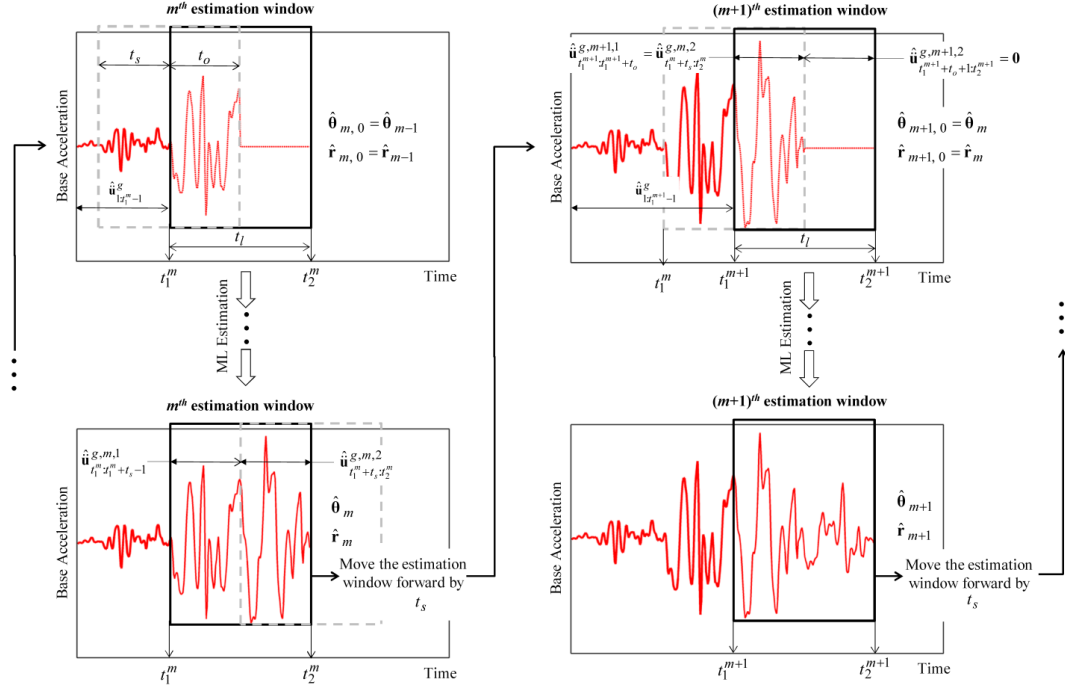 m^th estimation window
t_s
t_o
Base Acceleration
θ̂_{m, 0} = θ̂_{m−1}
r̂_{m, 0} = r̂_{m−1}
û̈^g_{1:t_1^m−1}
t_l
t_1^m
t_2^m
Time
ML Estimation
m^th estimation window
û̈^{g,m,1}_{t_1^m:t_1^m+t_s−1}
û̈^{g,m,2}_{t_1^m+t_s:t_2^m}
Base Acceleration
θ̂_m
r̂_m
Move the estimation
window forward by
t_s
t_1^m
t_2^m
Time
(m+1)^th estimation window
û̈^{g,m+1,1}_{t_1^{m+1}:t_1^{m+1}+t_o} = û̈^{g,m,2}_{t_1^m+t_s:t_2^m}
û̈^{g,m+1,2}_{t_1^{m+1}+t_o+1:t_2^{m+1}} = 0
Base Acceleration
θ̂_{m+1, 0} = θ̂_m
r̂_{m+1, 0} = r̂_m
û̈^g_{1:t_1^{m+1}−1}
t_l
t_1^m
t_1^{m+1}
t_2^{m+1}
Time
ML Estimation
(m+1)^th estimation window
Base Acceleration
θ̂_{m+1}
r̂_{m+1}
Move the estimation
window forward by
t_s
t_1^{m+1}
t_2^{m+1}
Time